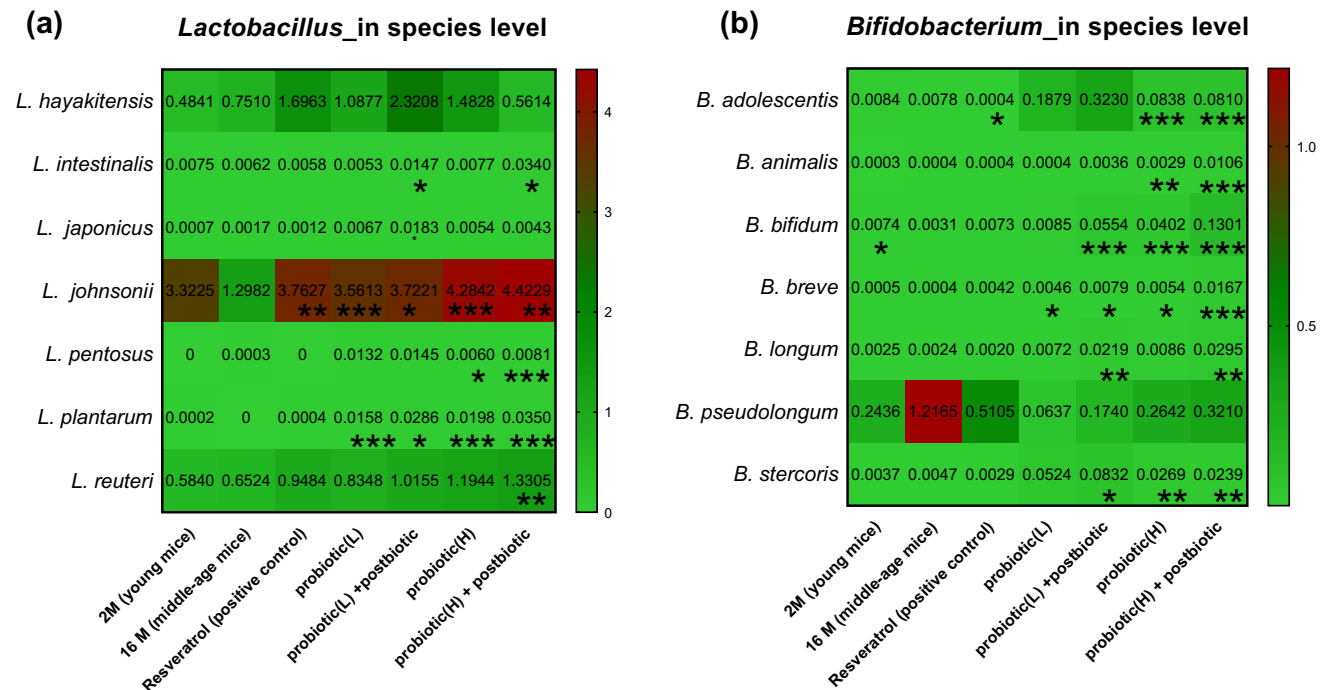 (a) Lactobacillus_in species level
L. hayakitensis 0.4841 0.7510 1.6963 1.0877 2.3208 1.4828 0.5614
L. intestinalis 0.0075 0.0062 0.0058 0.0053 0.0147 0.0077 0.0340
* *
L. japonicus 0.0007 0.0017 0.0012 0.0067 0.0183 0.0054 0.0043
*
L. johnsonii 3.3225 1.2982 3.7627 3.5613 3.7221 4.2842 4.4229
** *** * *** **
L. pentosus 0 0.0003 0 0.0132 0.0145 0.0060 0.0081
* ***
L. plantarum 0.0002 0 0.0004 0.0158 0.0286 0.0198 0.0350
*** * *** ***
L. reuteri 0.5840 0.6524 0.9484 0.8348 1.0155 1.1944 1.3305
**
2M (young mice)
16 M (middle-age mice)
Resveratrol (positive control)
probiotic(L)
probiotic(L) +postbiotic
probiotic(H)
probiotic(H) + postbiotic
4
3
2
1
0
(b) Bifidobacterium_in species level
B. adolescentis 0.0084 0.0078 0.0004 0.1879 0.3230 0.0838 0.0810
* *** ***
B. animalis 0.0003 0.0004 0.0004 0.0004 0.0036 0.0029 0.0106
** ***
B. bifidum 0.0074 0.0031 0.0073 0.0085 0.0554 0.0402 0.1301
* *** *** ***
B. breve 0.0005 0.0004 0.0042 0.0046 0.0079 0.0054 0.0167
* * * ***
B. longum 0.0025 0.0024 0.0020 0.0072 0.0219 0.0086 0.0295
** **
B. pseudolongum 0.2436 1.2165 0.5105 0.0637 0.1740 0.2642 0.3210
B. stercoris 0.0037 0.0047 0.0029 0.0524 0.0832 0.0269 0.0239
* ** **
2M (young mice)
16 M (middle-age mice)
Resveratrol (positive control)
probiotic(L)
probiotic(L) +postbiotic
probiotic(H)
probiotic(H) + postbiotic
1.0
0.5